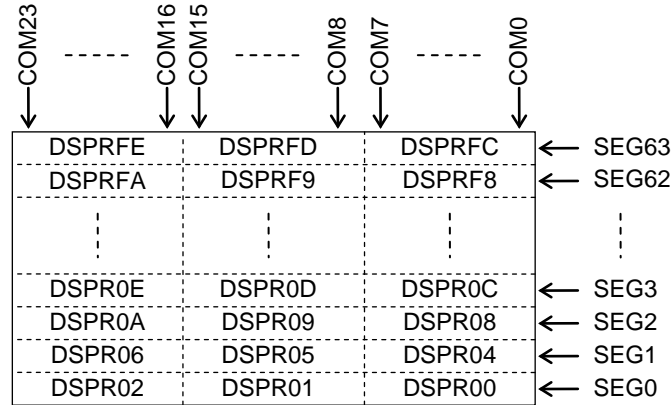 COM23 COM16 COM15 COM8 COM7 COM0
DSPRFE DSPRFD DSPRFC SEG63
DSPRFA DSPRF9 DSPRF8 SEG62
DSPR0E DSPR0D DSPR0C SEG3
DSPR0A DSPR09 DSPR08 SEG2
DSPR06 DSPR05 DSPR04 SEG1
DSPR02 DSPR01 DSPR00 SEG0